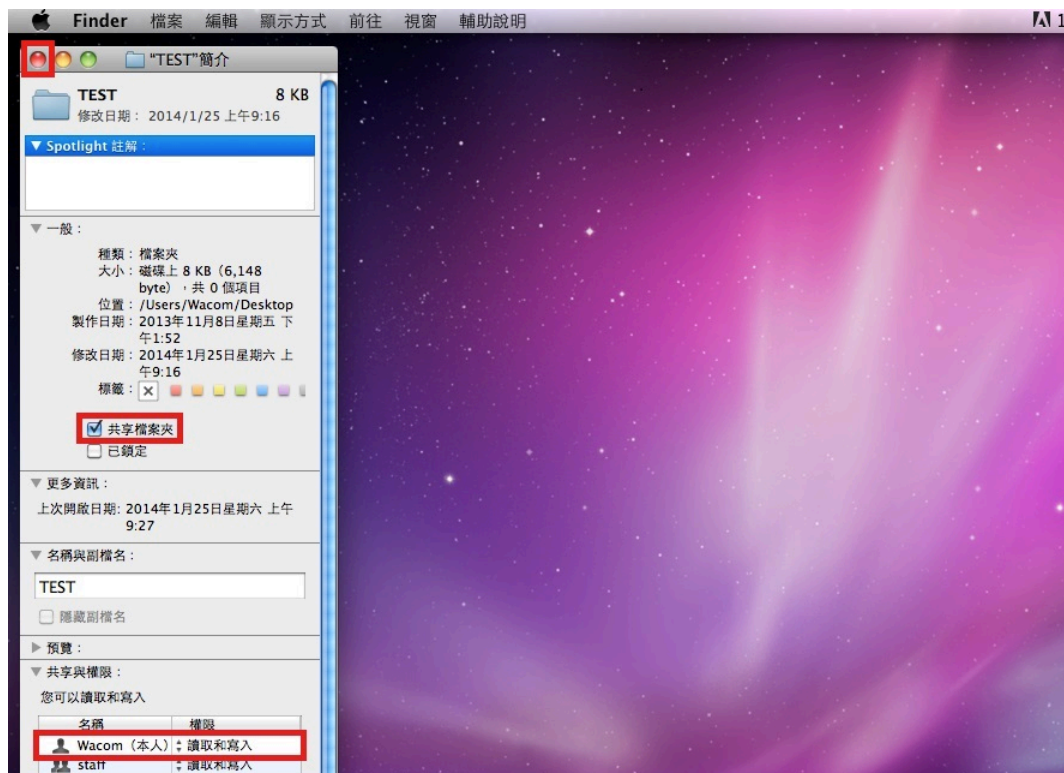 Finder 檔案 編輯 顯示方式 前往 視窗 輔助說明 1
“TEST”簡介
TEST 8 KB
修改日期： 2014/1/25 上午9:16
Spotlight 註解：
一般：
種類：檔案夾
大小：磁碟上 8 KB（6,148
byte），共 0 個項目
位置：/Users/Wacom/Desktop
製作日期：2013年11月8日星期五 下
午1:52
修改日期：2014年1月25日星期六 上
午9:16
標籤：
共享檔案夾
已鎖定
更多資訊：
上次開啟日期: 2014年1月25日星期六 上午
9:27
名稱與副檔名：
TEST
隱藏副檔名
預覽：
共享與權限：
您可以讀取和寫入
名稱 權限
Wacom（本人） 讀取和寫入
staff 讀取和寫入